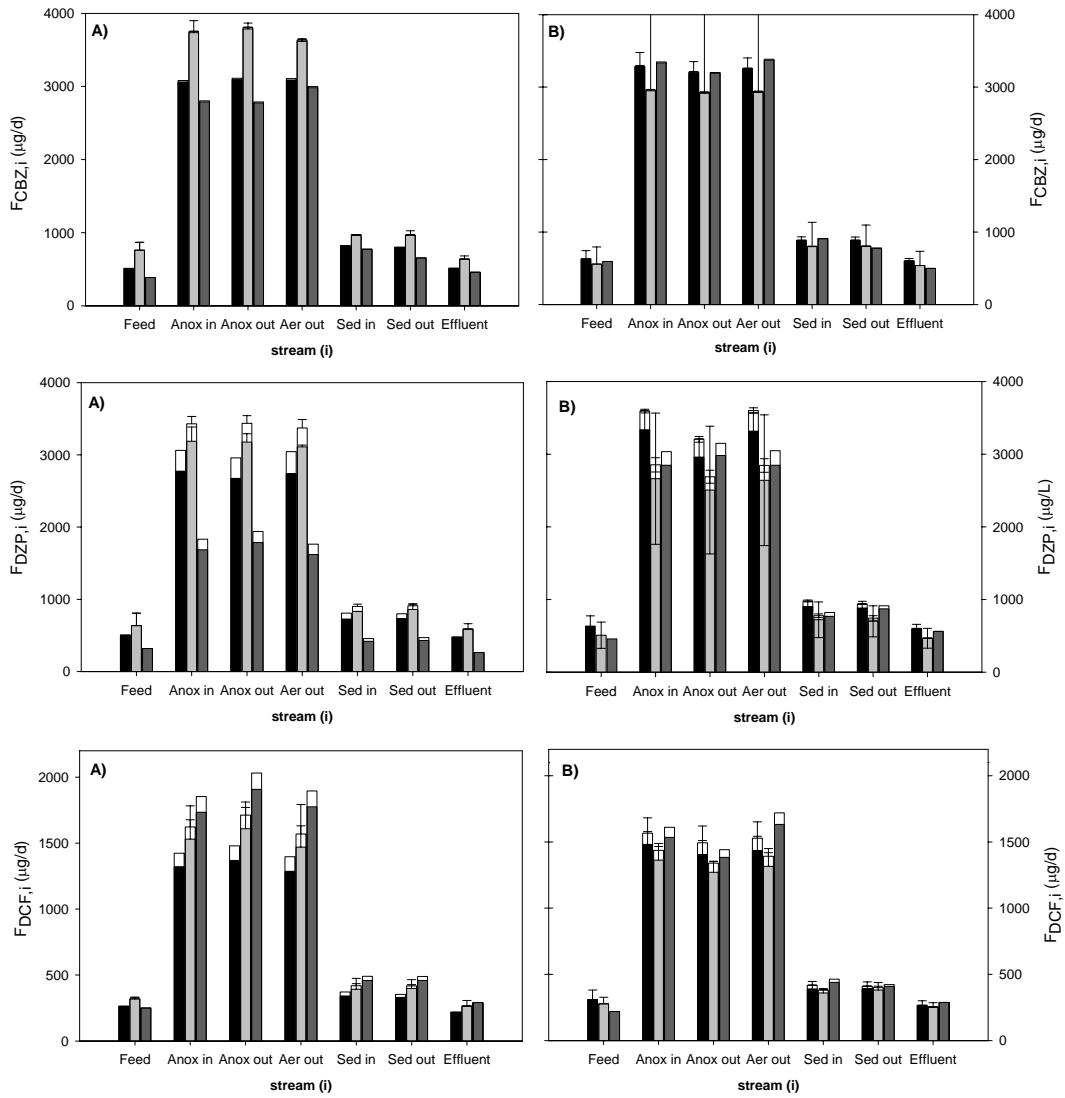 A)
4000
3000
2000
1000
0
F_CBZ,i (μg/d)
Feed Anox in Anox out Aer out Sed in Sed out Effluent
stream (i)
B)
4000
3000
2000
1000
0
F_CBZ,i (μg/d)
Feed Anox in Anox out Aer out Sed in Sed out Effluent
stream (i)
A)
4000
3000
2000
1000
0
F_DZP,i (μg/d)
Feed Anox in Anox out Aer out Sed in Sed out Effluent
stream (i)
B)
4000
3000
2000
1000
0
F_DZP,i (μg/L)
Feed Anox in Anox out Aer out Sed in Sed out Effluent
stream (i)
A)
2000
1500
1000
500
0
F_DCF,i (μg/d)
Feed Anox in Anox out Aer out Sed in Sed out Effluent
stream (i)
B)
2000
1500
1000
500
0
F_DCF,i (μg/d)
Feed Anox in Anox out Aer out Sed in Sed out Effluent
stream (i)